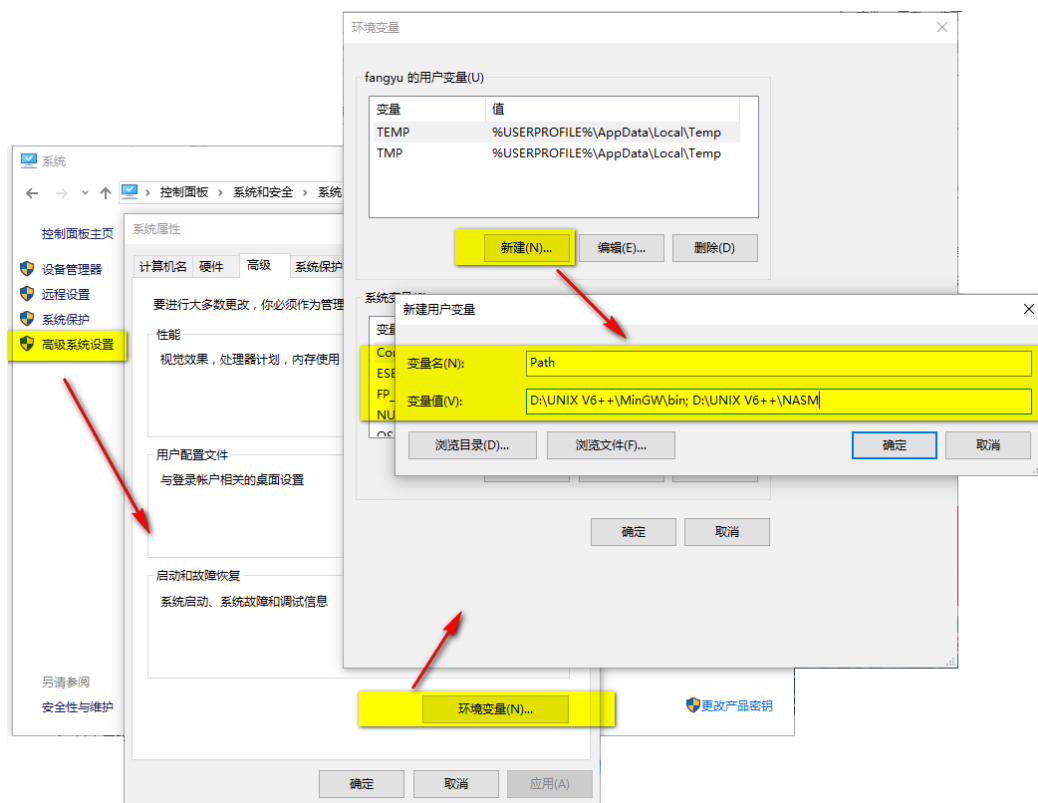 环境变量
fangyu 的用户变量(U)
变量 值
TEMP %USERPROFILE%\AppData\Local\Temp
TMP %USERPROFILE%\AppData\Local\Temp
新建(N)... 编辑(E)... 删除(D)
系统
控制面板 系统和安全 系统
控制面板主页
设备管理器
远程设置
系统保护
高级系统设置
另请参阅
安全性与维护
系统属性
计算机名 硬件 高级 系统保护
要进行大多数更改，你必须作为管理
性能
视觉效果，处理器计划，内存使用
用户配置文件
与登录帐户相关的桌面设置
启动和故障恢复
系统启动、系统故障和调试信息
环境变量(N)...
确定 取消 应用(A)
系统变
变
Co
ESE
FP_
NU
OS
新建用户变量
变量名(N): Path
变量值(V): D:\UNIX V6++\MinGW\bin; D:\UNIX V6++\NASM
浏览目录(D)... 浏览文件(F)... 确定 取消
确定 取消
更改产品密钥